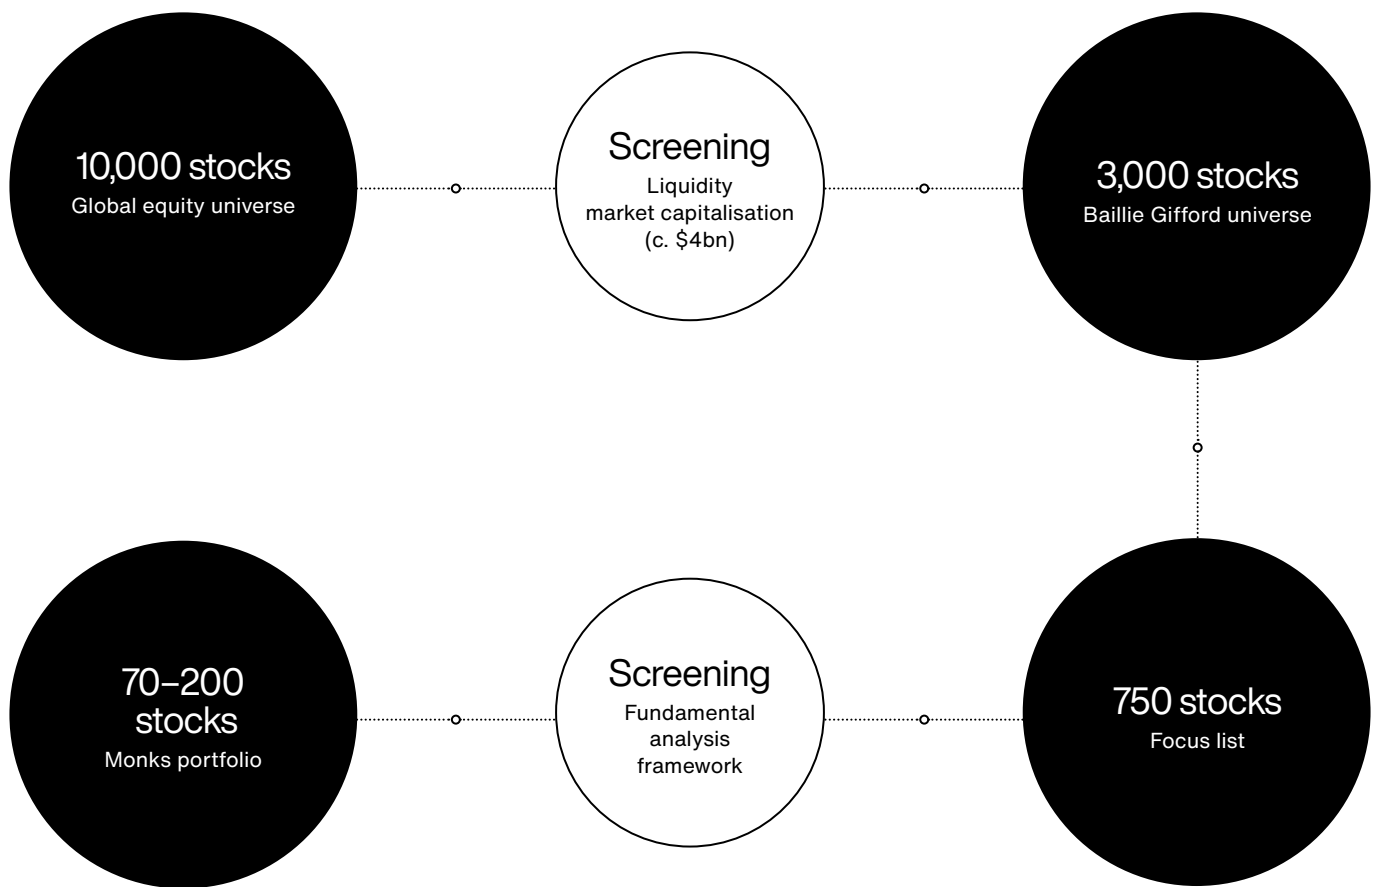 10,000 stocks
Global equity universe
Screening
Liquidity
market capitalisation
(c. $4bn)
3,000 stocks
Baillie Gifford universe
70–200
stocks
Monks portfolio
Screening
Fundamental
analysis
framework
750 stocks
Focus list